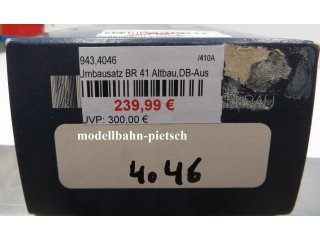 943,4046 /410A
Umbausatz BR 41 Altbau,DB-Aus
239,99 €
UVP: 300,00 €
modellbahn-pietsch
4046